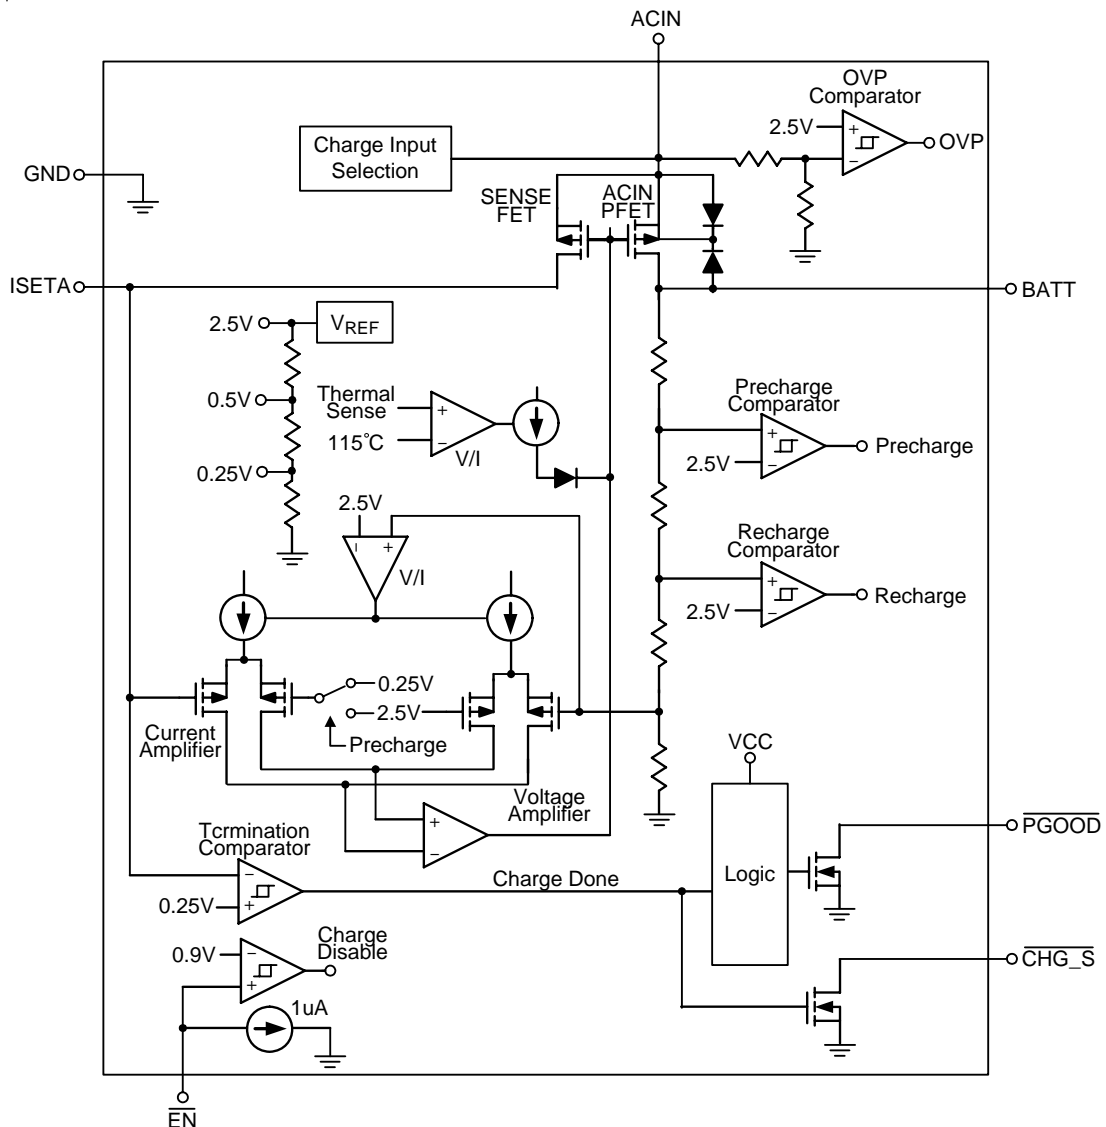 ACIN
OVP
Comparator
2.5V
+
−
OVP
Charge Input
Selection
GND
SENSE
FET
ACIN
PFET
ISETA
BATT
2.5V
VREF
0.5V
0.25V
Thermal
Sense
115°C
+
−
V/I
Precharge
Comparator
+
−
2.5V
Precharge
2.5V
−
+
V/I
Recharge
Comparator
+
−
2.5V
Recharge
0.25V
2.5V
Precharge
Current
Amplifier
Voltage
Amplifier
+
−
VCC
Logic
PGOOD
Tcrmination
Comparator
−
+
0.25V
Charge Done
Charge
Disable
0.9V
−
+
1uA
CHG_S
EN